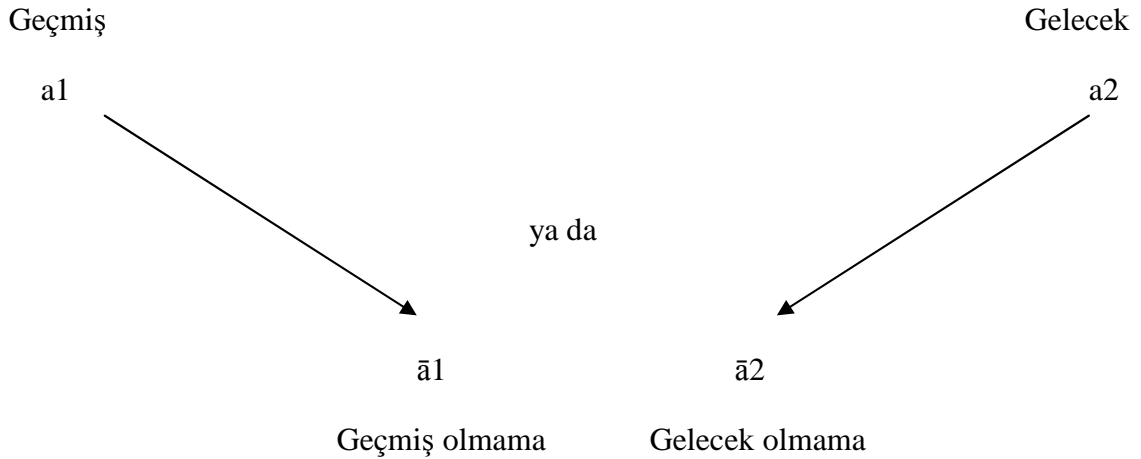 Geçmiş Gelecek
a1 a2
ya da
ā1 ā2
Geçmiş olmama Gelecek olmama